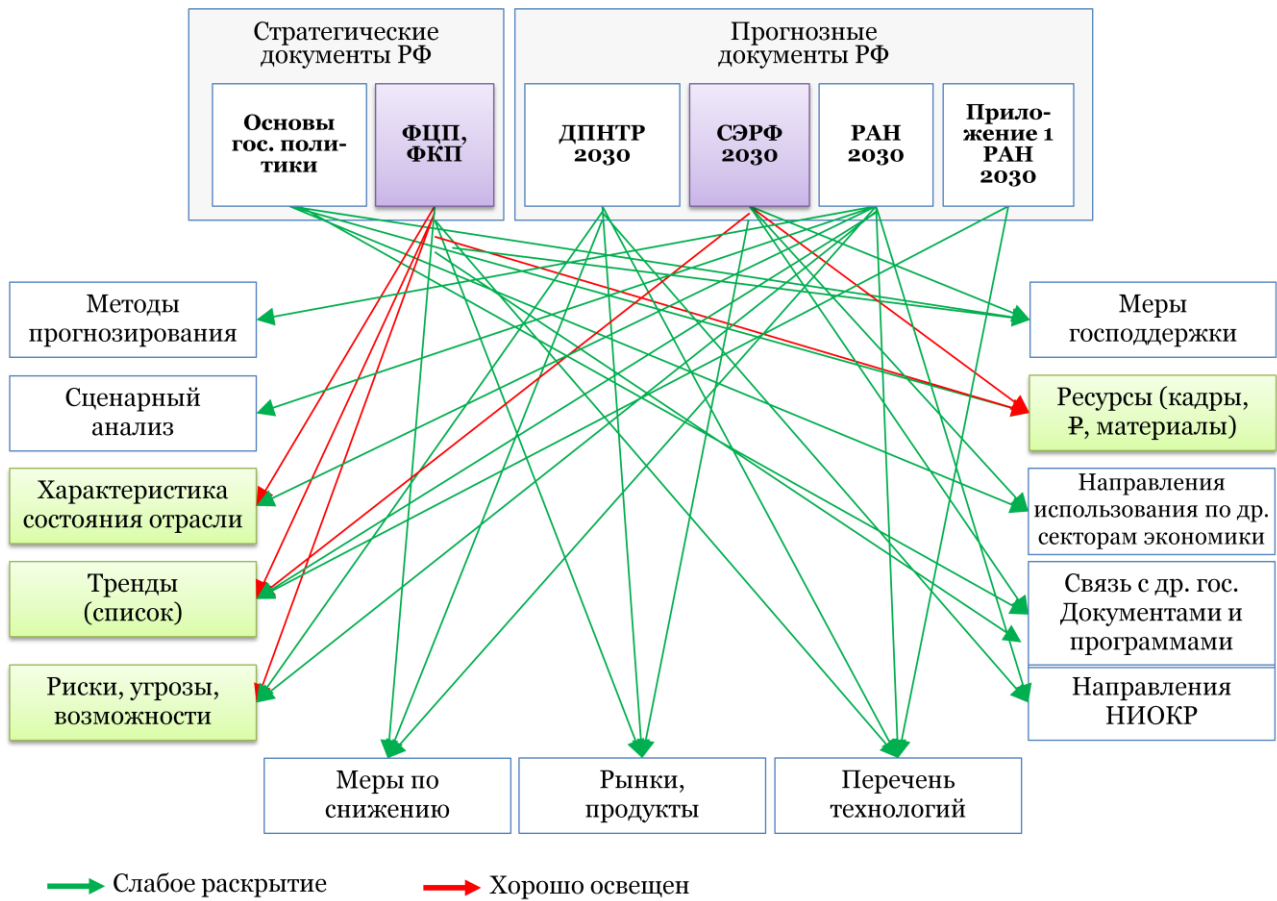 Стратегические
документы РФ
Прогнозные
документы РФ
Основы
гос. поли-
тики
ФЦП,
ФКП
ДПНТР
2030
СЭРФ
2030
РАН
2030
Прило-
жение 1
РАН
2030
Методы
прогнозирования
Сценарный
анализ
Характеристика
состояния отрасли
Тренды
(список)
Риски, угрозы,
возможности
Меры
господдержки
Ресурсы (кадры,
₽, материалы)
Направления
использования по др.
секторам экономики
Связь с др. гос.
Документами и
программами
Направления
НИОКР
Меры по
снижению
Рынки,
продукты
Перечень
технологий
Слабое раскрытие
Хорошо освещен